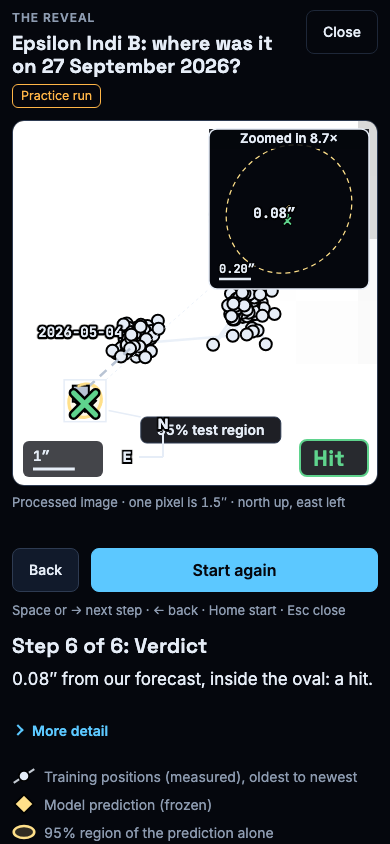 THE REVEAL
Epsilon Indi B: where was it
on 27 September 2026?
Close
Practice run
Zoomed in 8.7×
0.08″
0.20″
2026-05-04
N
95% test region
E
1″
Hit
Processed image · one pixel is 1.5″ · north up, east left
Back
Start again
Space or → next step · ← back · Home start · Esc close
Step 6 of 6: Verdict
0.08″ from our forecast, inside the oval: a hit.
More detail
Training positions (measured), oldest to newest
Model prediction (frozen)
95% region of the prediction alone